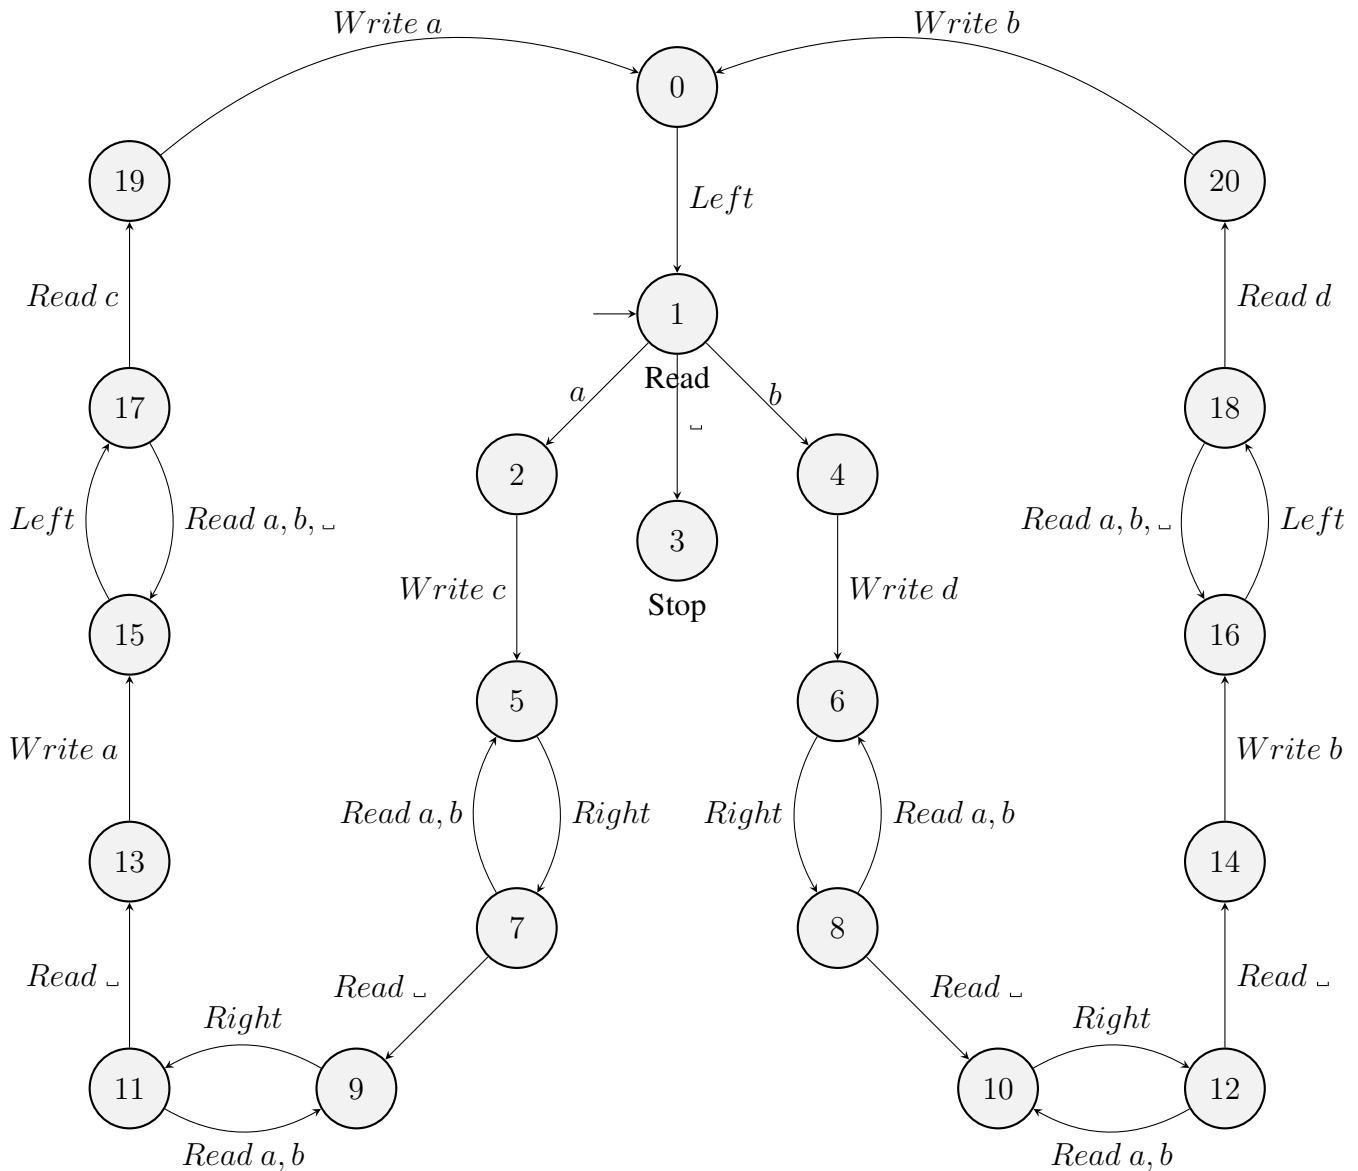 Write a
Write b
0
19
20
Left
Read c
Read d
1
Read
a
b
17
18
␣
2
4
Left
Read a, b, ␣
3
Read a, b, ␣
Left
Write c
Write d
Stop
15
16
5
6
Write a
Write b
Read a, b
Right
Right
Read a, b
13
14
7
8
Read ␣
Read ␣
Read ␣
Read ␣
Right
Right
11
9
10
12
Read a, b
Read a, b